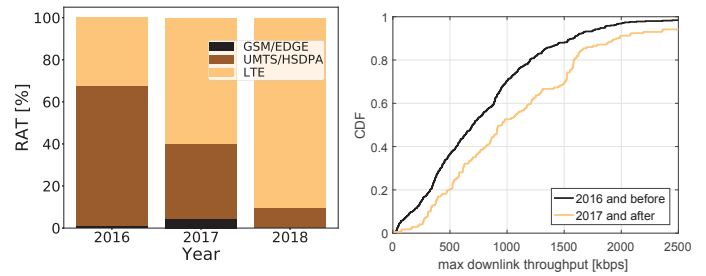 100
80
60
40
20
0
RAT [%]
GSM/EDGE
UMTS/HSDPA
LTE
2016 2017 2018
Year
1
0.8
0.6
0.4
0.2
0
CDF
2016 and before
2017 and after
0 500 1000 1500 2000 2500
max downlink throughput [kbps]